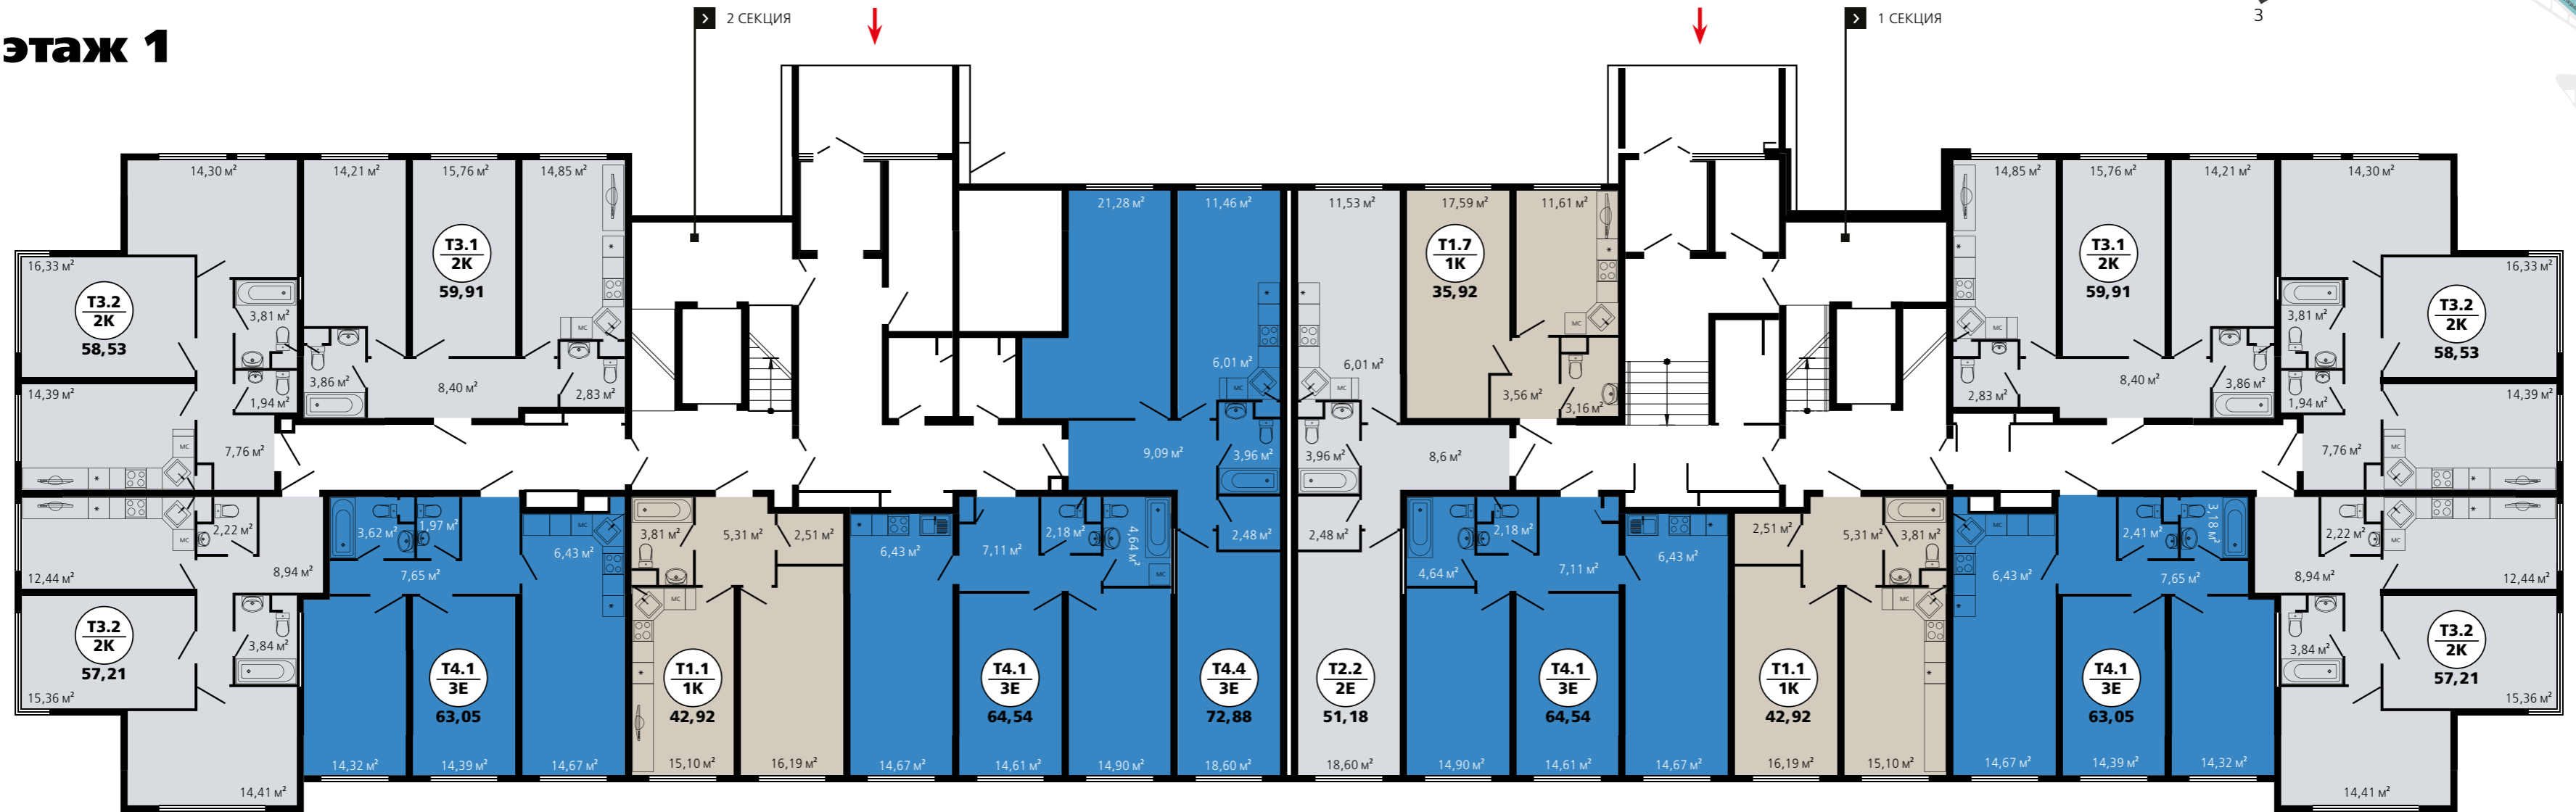 этаж 1
2 СЕКЦИЯ
1 СЕКЦИЯ
3
14,30 м²
14,21 м²
15,76 м²
14,85 м²
16,33 м²
Т3.2
2К
58,53
Т3.1
2К
59,91
3,81 м²
3,86 м²
8,40 м²
2,83 м²
МС
14,39 м²
1,94 м²
7,76 м²
МС
21,28 м²
11,46 м²
6,01 м²
МС
9,09 м²
3,96 м²
2,48 м²
18,60 м²
Т4.4
3Е
72,88
11,53 м²
6,01 м²
МС
3,96 м²
8,6 м²
2,48 м²
Т2.2
2Е
51,18
18,60 м²
17,59 м²
11,61 м²
Т1.7
1К
35,92
МС
3,56 м²
3,16 м²
14,85 м²
15,76 м²
14,21 м²
14,30 м²
Т3.1
2К
59,91
МС
2,83 м²
8,40 м²
3,86 м²
16,33 м²
3,81 м²
Т3.2
2К
58,53
1,94 м²
14,39 м²
7,76 м²
МС
2,22 м²
МС
12,44 м²
8,94 м²
Т3.2
2К
57,21
3,84 м²
15,36 м²
14,41 м²
3,62 м²
1,97 м²
МС
6,43 м²
7,65 м²
Т4.1
3Е
63,05
14,32 м²
14,39 м²
14,67 м²
3,81 м²
5,31 м²
2,51 м²
МС
Т1.1
1К
42,92
15,10 м²
16,19 м²
6,43 м²
7,11 м²
2,18 м²
4,64 м²
МС
Т4.1
3Е
64,54
14,67 м²
14,61 м²
14,90 м²
2,18 м²
4,64 м²
7,11 м²
6,43 м²
Т4.1
3Е
64,54
14,90 м²
14,61 м²
14,67 м²
2,51 м²
5,31 м²
3,81 м²
МС
Т1.1
1К
42,92
16,19 м²
15,10 м²
МС
6,43 м²
2,41 м²
3,18 м²
7,65 м²
Т4.1
3Е
63,05
14,67 м²
14,39 м²
14,32 м²
2,22 м²
МС
8,94 м²
12,44 м²
3,84 м²
Т3.2
2К
57,21
15,36 м²
14,41 м²